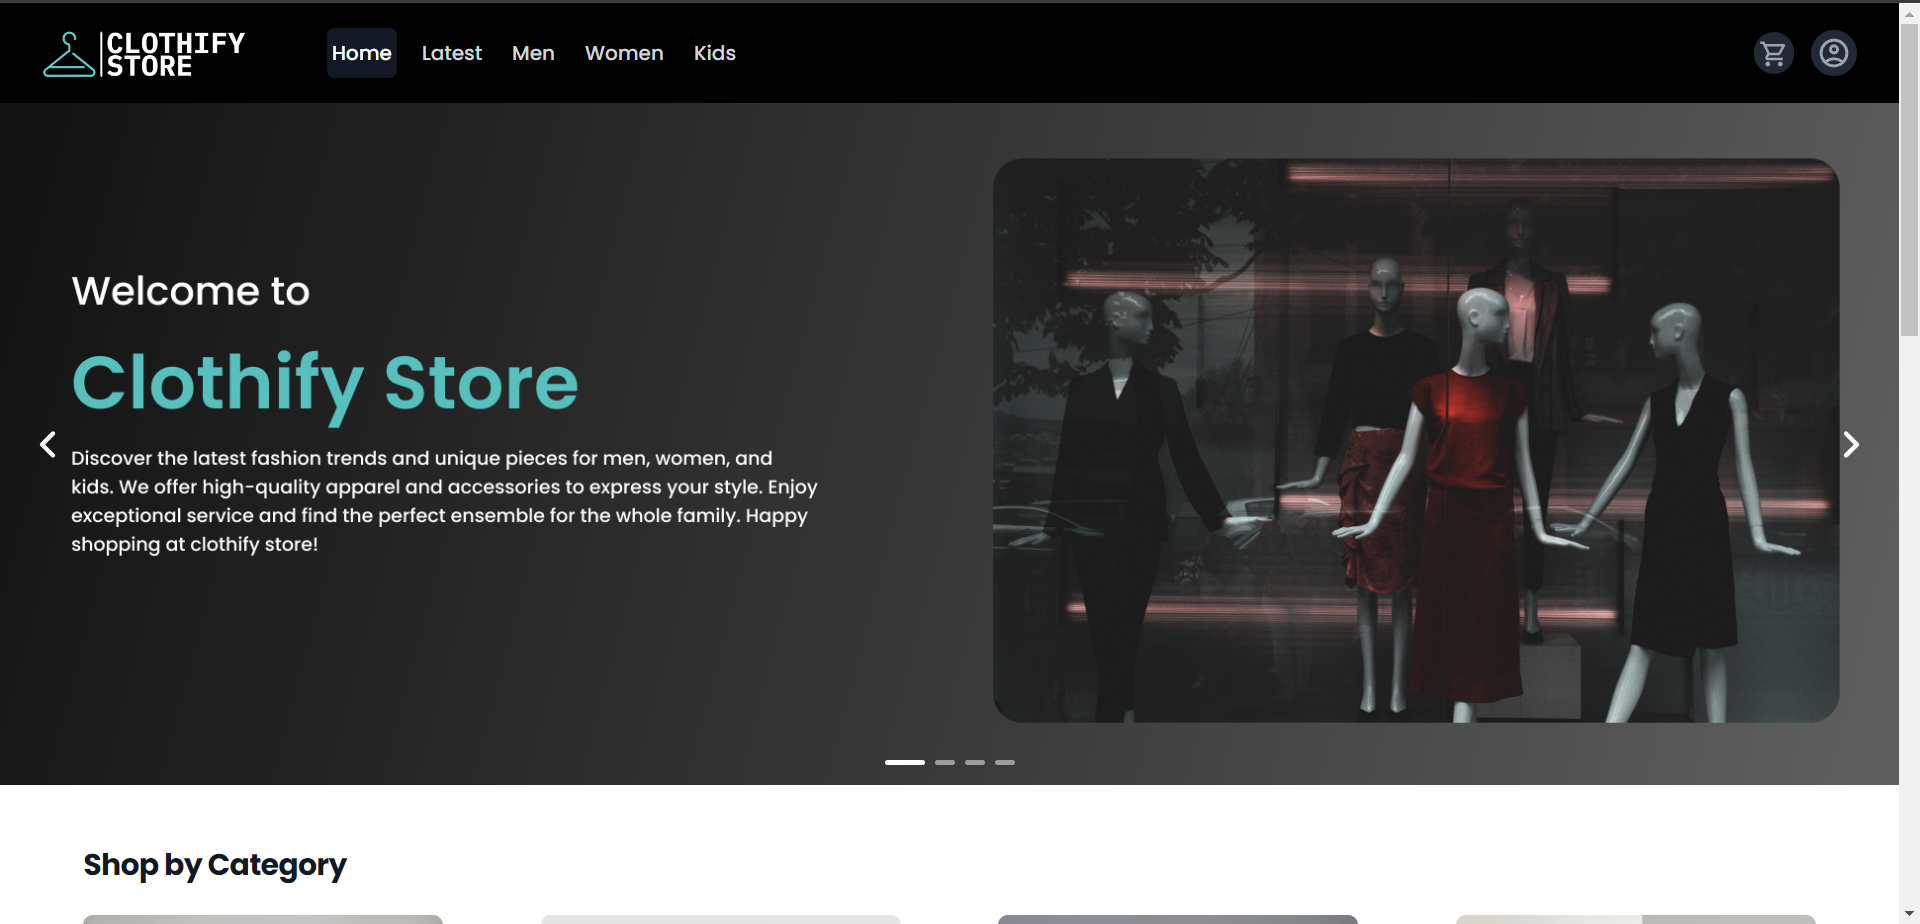 CLOTHIFY
STORE
Home
Latest
Men
Women
Kids
Welcome to
Clothify Store
Discover the latest fashion trends and unique pieces for men, women, and
kids. We offer high-quality apparel and accessories to express your style. Enjoy
exceptional service and find the perfect ensemble for the whole family. Happy
shopping at clothify store!
Shop by Category